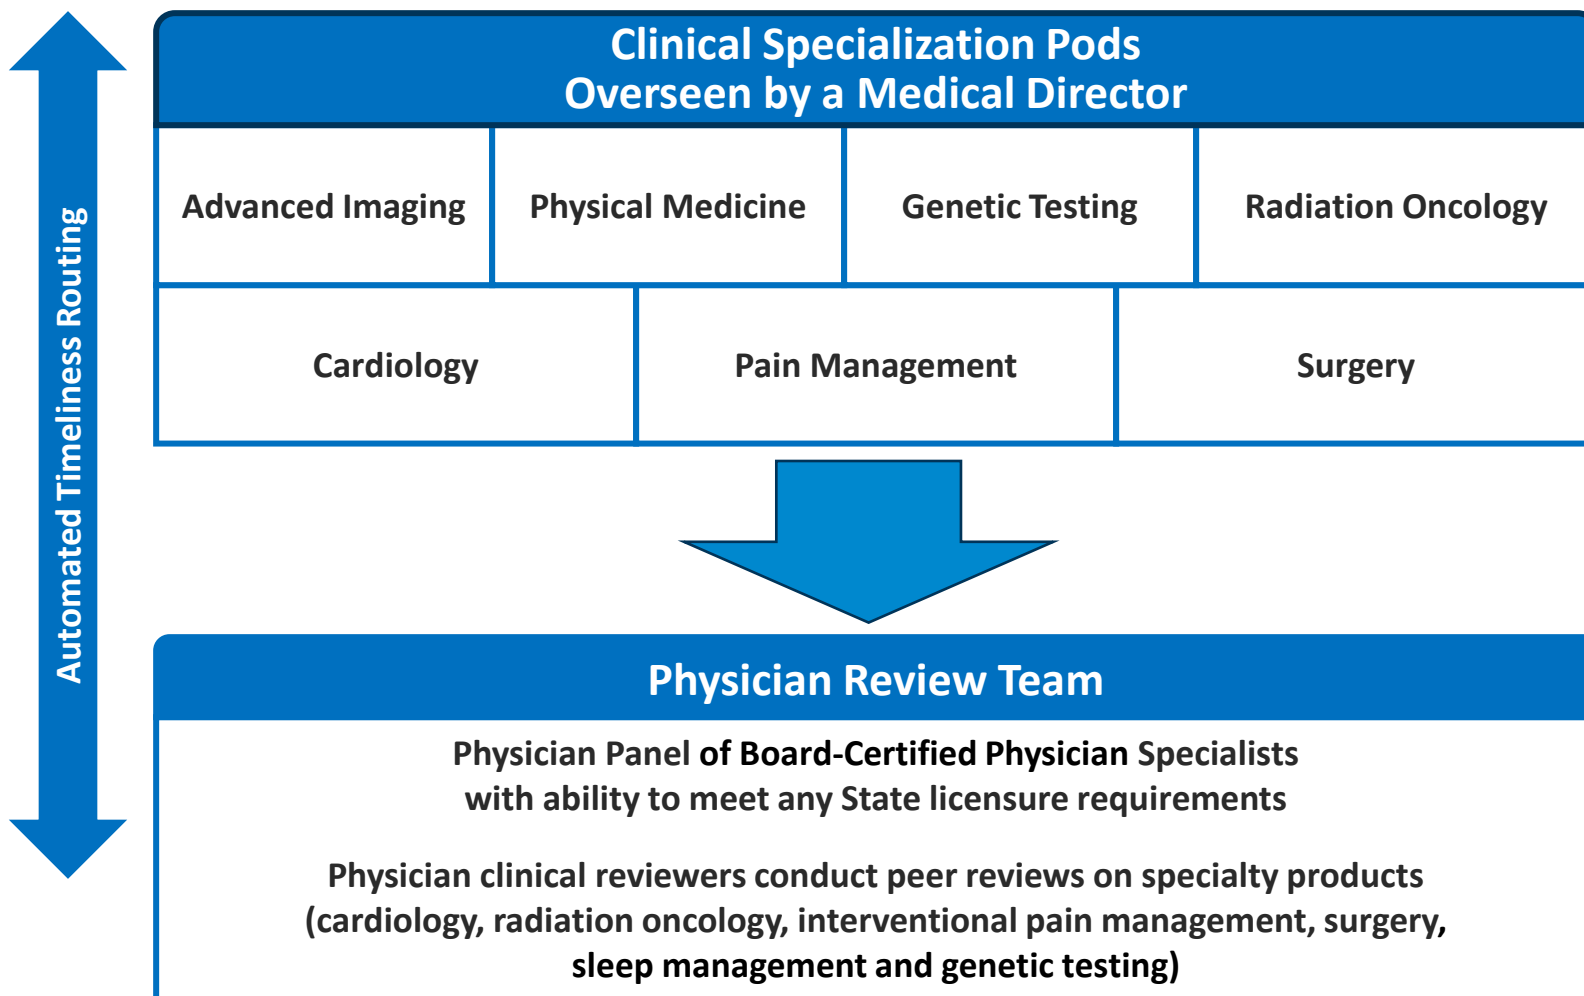 Clinical Specialization Pods
Overseen by a Medical Director
Automated Timeliness Routing
Advanced Imaging
Physical Medicine
Genetic Testing
Radiation Oncology
Cardiology
Pain Management
Surgery
Physician Review Team
Physician Panel of Board-Certified Physician Specialists
with ability to meet any State licensure requirements
Physician clinical reviewers conduct peer reviews on specialty products
(cardiology, radiation oncology, interventional pain management, surgery,
sleep management and genetic testing)